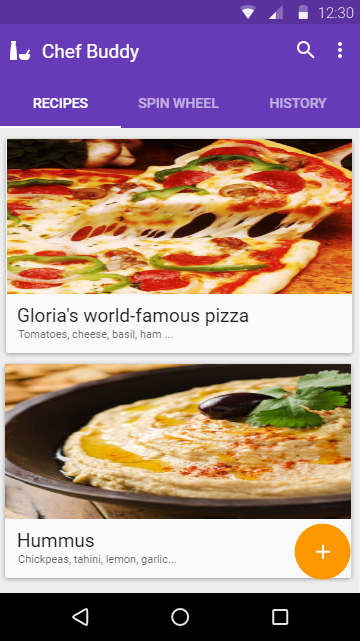 12:30
Chef Buddy
RECIPES
SPIN WHEEL
HISTORY
Gloria's world-famous pizza
Tomatoes, cheese, basil, ham ...
Hummus
Chickpeas, tahini, lemon, garlic...